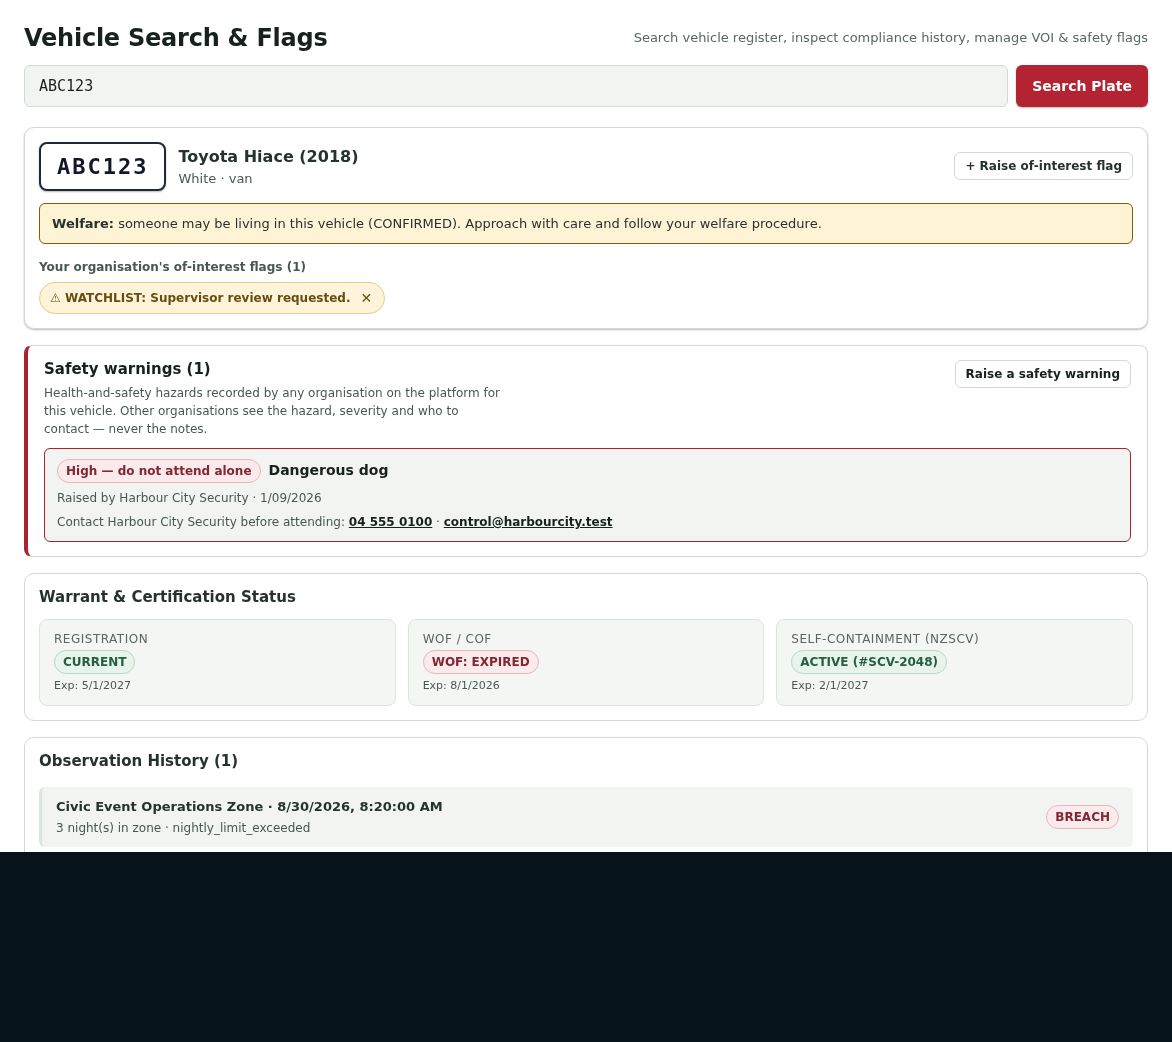 Vehicle Search & Flags
Search vehicle register, inspect compliance history, manage VOI & safety flags
ABC123
Search Plate
ABC123
Toyota Hiace (2018)
White · van
+ Raise of-interest flag
Welfare: someone may be living in this vehicle (CONFIRMED). Approach with care and follow your welfare procedure.
Your organisation's of-interest flags (1)
⚠ WATCHLIST: Supervisor review requested. ✕
Safety warnings (1)
Raise a safety warning
Health-and-safety hazards recorded by any organisation on the platform for
this vehicle. Other organisations see the hazard, severity and who to
contact — never the notes.
High — do not attend alone Dangerous dog
Raised by Harbour City Security · 1/09/2026
Contact Harbour City Security before attending: 04 555 0100 · control@harbourcity.test
Warrant & Certification Status
REGISTRATION
CURRENT
Exp: 5/1/2027
WOF / COF
WOF: EXPIRED
Exp: 8/1/2026
SELF-CONTAINMENT (NZSCV)
ACTIVE (#SCV-2048)
Exp: 2/1/2027
Observation History (1)
Civic Event Operations Zone · 8/30/2026, 8:20:00 AM
3 night(s) in zone · nightly_limit_exceeded
BREACH